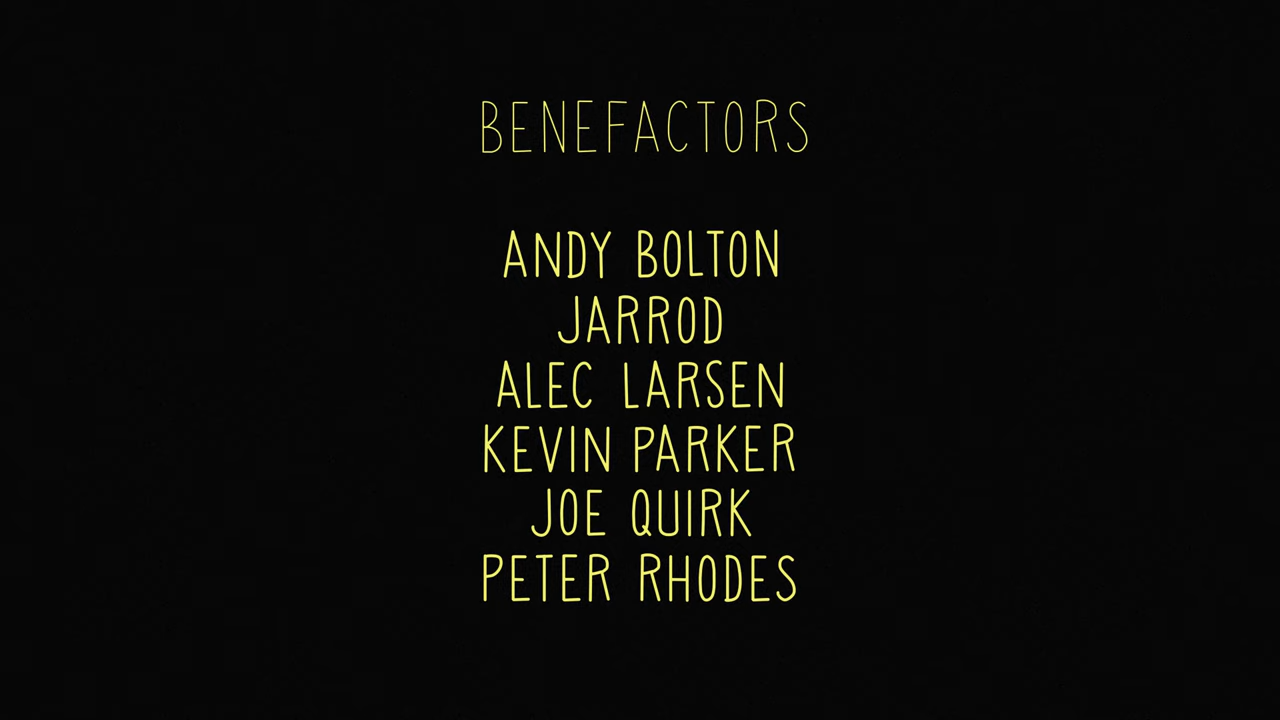 BENEFACTORS
ANDY BOLTON
JARROD
ALEC LARSEN
KEVIN PARKER
JOE QUIRK
PETER RHODES